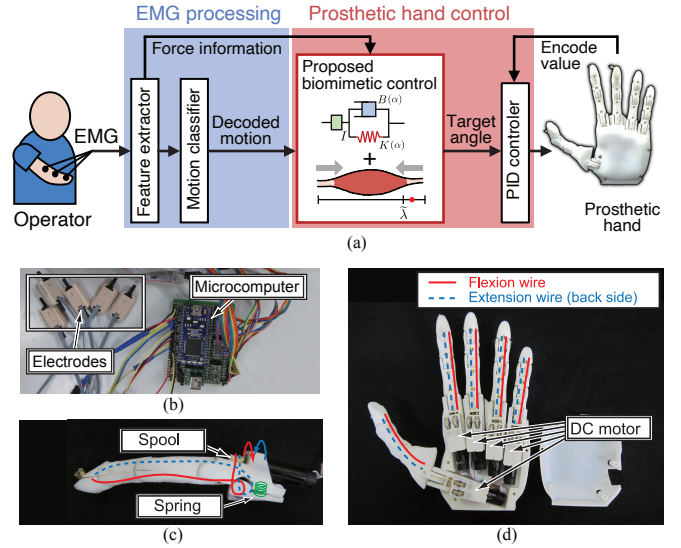 EMG processing
Prosthetic hand control
Force information
Encode
value
Proposed
biomimetic control
B(α)
I
K(α)
EMG
Feature extractor
Motion classifier
Decoded
motion
+
λ̃
Target
angle
PID controler
Operator
Prosthetic
hand
(a)
Microcomputer
Electrodes
(b)
Spool
Spring
(c)
Flexion wire
Extension wire (back side)
DC motor
(d)